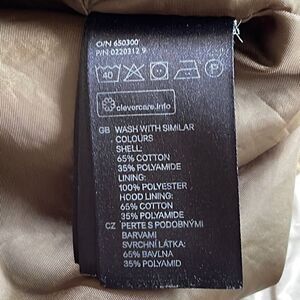 O/N 650300
P/N 0220312 9
40
P
clevercare.info
GB WASH WITH SIMILAR
COLOURS
SHELL:
65% COTTON
35% POLYAMIDE
LINING:
100% POLYESTER
HOOD LINING:
65% COTTON
35% POLYAMIDE
CZ PERTE S PODOBNÝMI
BARVAMI
SVRCHNÍ LÁTKA:
65% BAVLNA
35% POLYAMID